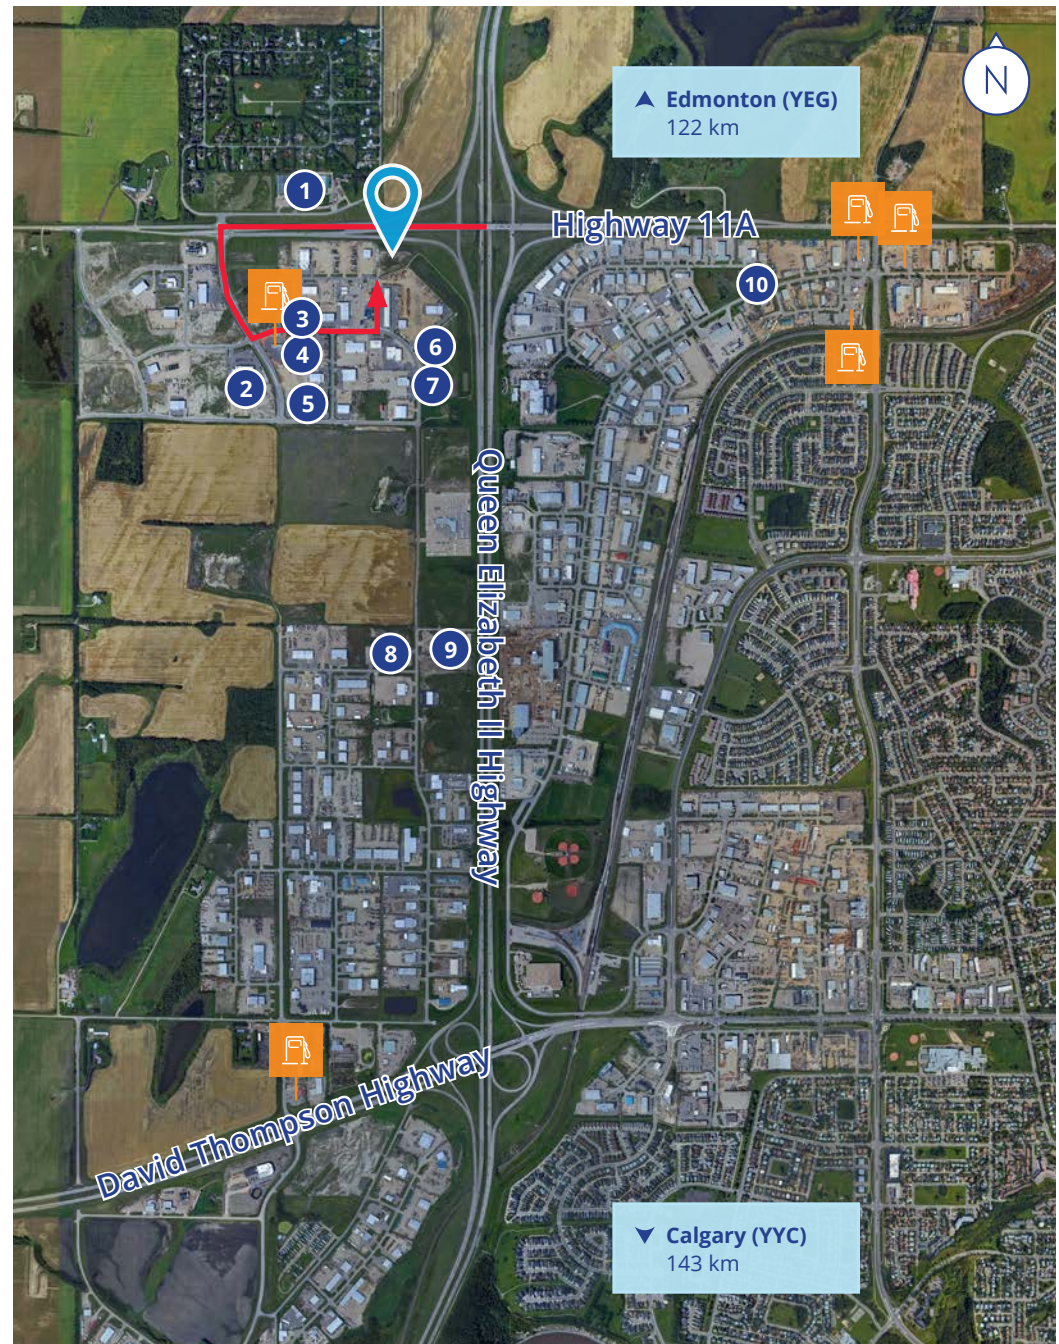 N
Edmonton (YEG)
122 km
1
Highway 11A
10
3
4
6
2
7
5
Queen Elizabeth II Highway
8
9
David Thompson Highway
Calgary (YYC)
143 km